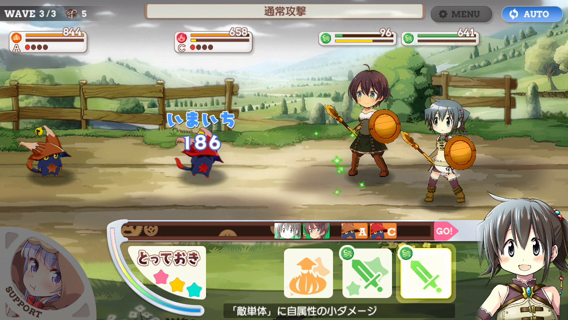 WAVE 3/3 5
通常攻撃
MENU
AUTO
844
A
658
C
96
641
いまいち
186
A
C
GO!
とっておき
SUPPORT
「敵単体」に自属性の小ダメージ